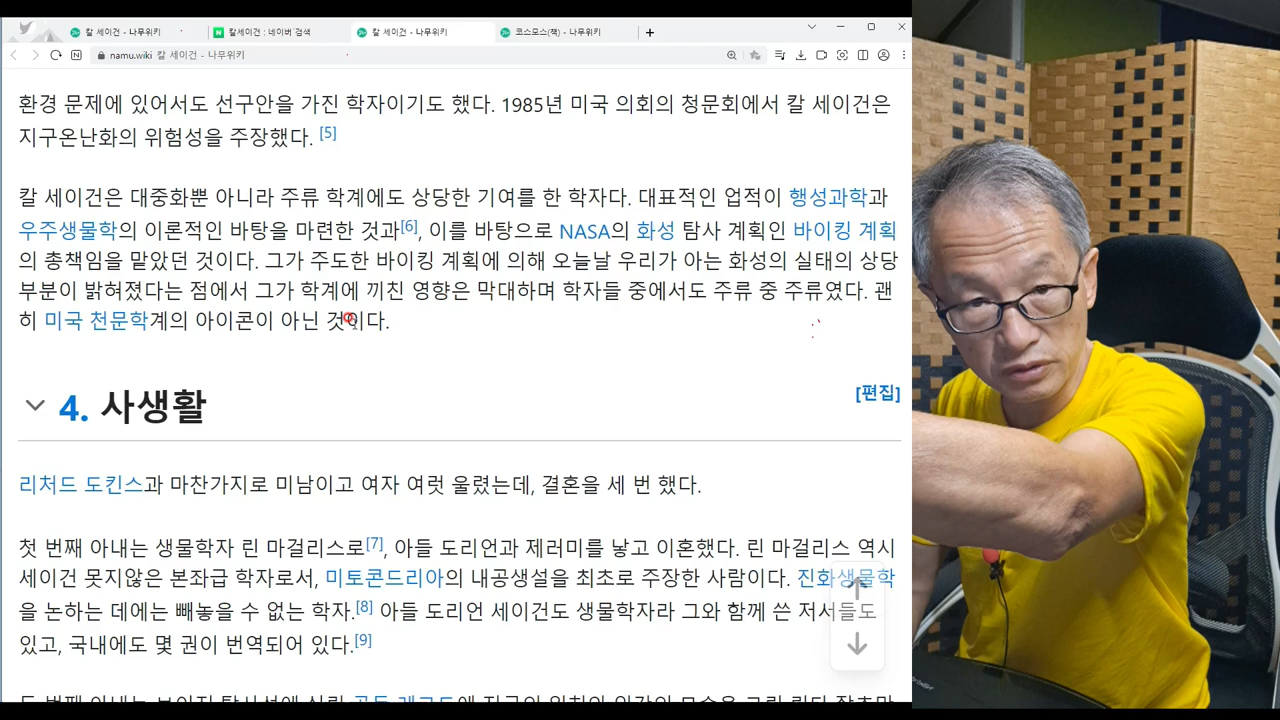 칼 세이건 - 나무위키
칼세이건 : 네이버 검색
칼 세이건 - 나무위키
코스모스(책) - 나무위키
namu.wiki 칼 세이건 - 나무위키
환경 문제에 있어서도 선구안을 가진 학자이기도 했다. 1985년 미국 의회의 청문회에서 칼 세이건은
지구온난화의 위험성을 주장했다. [5]
칼 세이건은 대중화뿐 아니라 주류 학계에도 상당한 기여를 한 학자다. 대표적인 업적이 행성과학과
우주생물학의 이론적인 바탕을 마련한 것과[6], 이를 바탕으로 NASA의 화성 탐사 계획인 바이킹 계획
의 총책임을 맡았던 것이다. 그가 주도한 바이킹 계획에 의해 오늘날 우리가 아는 화성의 실태의 상당
부분이 밝혀졌다는 점에서 그가 학계에 끼친 영향은 막대하며 학자들 중에서도 주류 중 주류였다. 괜
히 미국 천문학계의 아이콘이 아닌 것이다.
4. 사생활
[편집]
리처드 도킨스과 마찬가지로 미남이고 여자 여럿 울렸는데, 결혼을 세 번 했다.
첫 번째 아내는 생물학자 린 마걸리스로[7], 아들 도리언과 제러미를 낳고 이혼했다. 린 마걸리스 역시
세이건 못지않은 본좌급 학자로서, 미토콘드리아의 내공생설을 최초로 주장한 사람이다. 진화생물학
을 논하는 데에는 빼놓을 수 없는 학자.[8] 아들 도리언 세이건도 생물학자라 그와 함께 쓴 저서들도
있고, 국내에도 몇 권이 번역되어 있다.[9]